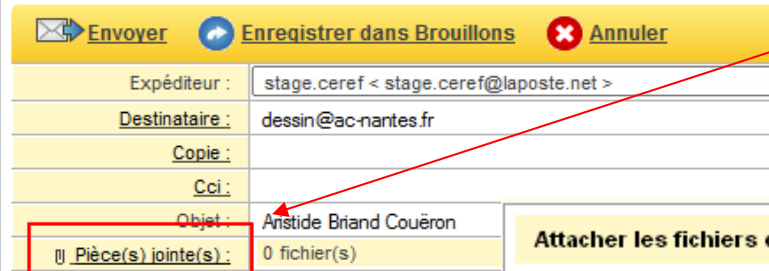 Envoyer Enregistrer dans Brouillons Annuler
Expéditeur : stage.ceref < stage.ceref@laposte.net >
Destinataire : dessin@ac-nantes.fr
Copie :
Cci :
Objet : Aristide Briand Couëron
Pièce(s) jointe(s) : 0 fichier(s)
Attacher les fichiers